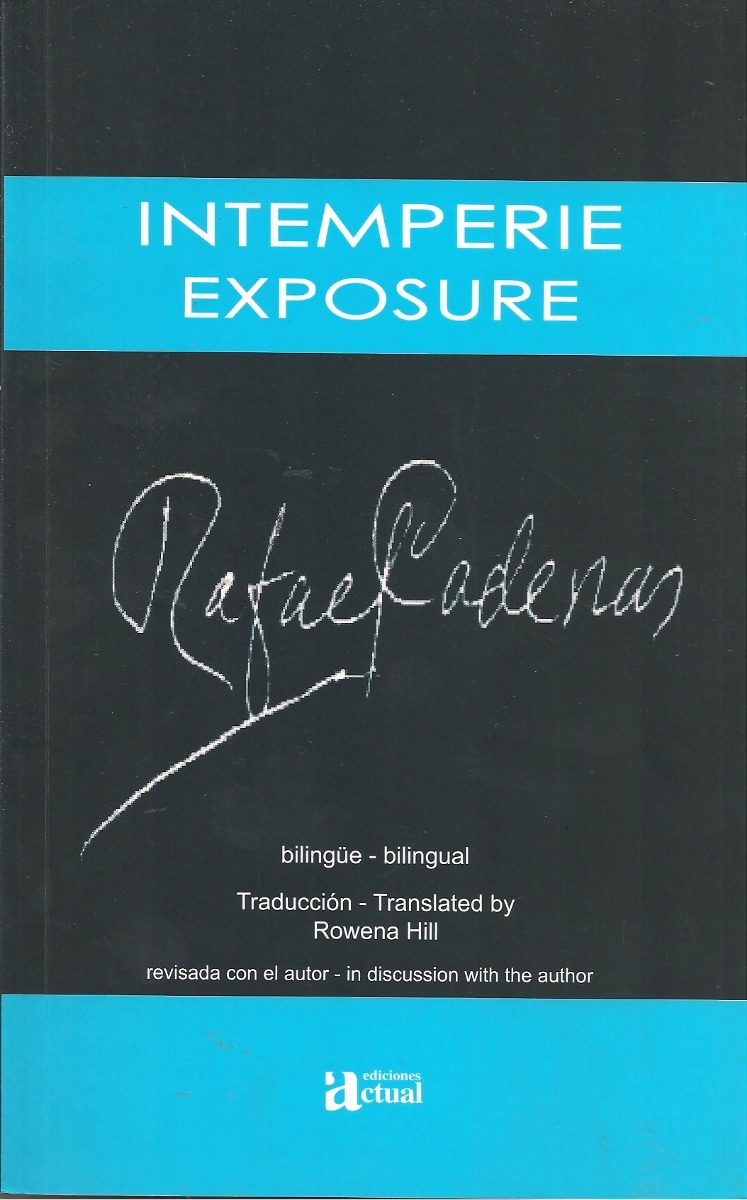 INTEMPERIE
EXPOSURE
Rafael Cadenas
bilingüe - bilingual
Traducción - Translated by
Rowena Hill
revisada con el autor - in discussion with the author
ediciones
actual